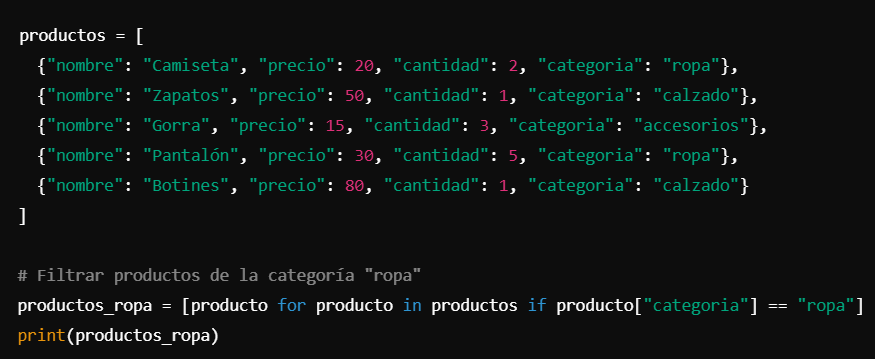 productos = [
  {"nombre": "Camiseta", "precio": 20, "cantidad": 2, "categoria": "ropa"},
  {"nombre": "Zapatos", "precio": 50, "cantidad": 1, "categoria": "calzado"},
  {"nombre": "Gorra", "precio": 15, "cantidad": 3, "categoria": "accesorios"},
  {"nombre": "Pantalón", "precio": 30, "cantidad": 5, "categoria": "ropa"},
  {"nombre": "Botines", "precio": 80, "cantidad": 1, "categoria": "calzado"}
]
# Filtrar productos de la categoría "ropa"
productos_ropa = [producto for producto in productos if producto["categoria"] == "ropa"]
print(productos_ropa)